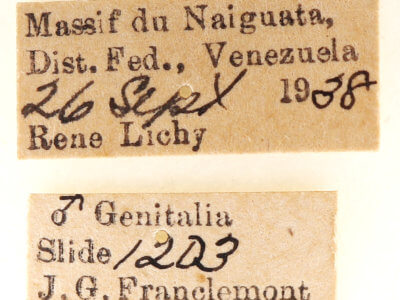 Massif du Naiguata,
Dist. Fed., Venezuela
26 Sept 1938
Rene Lichy
♂ Genitalia
Slide 1203
J. G. Franclemont